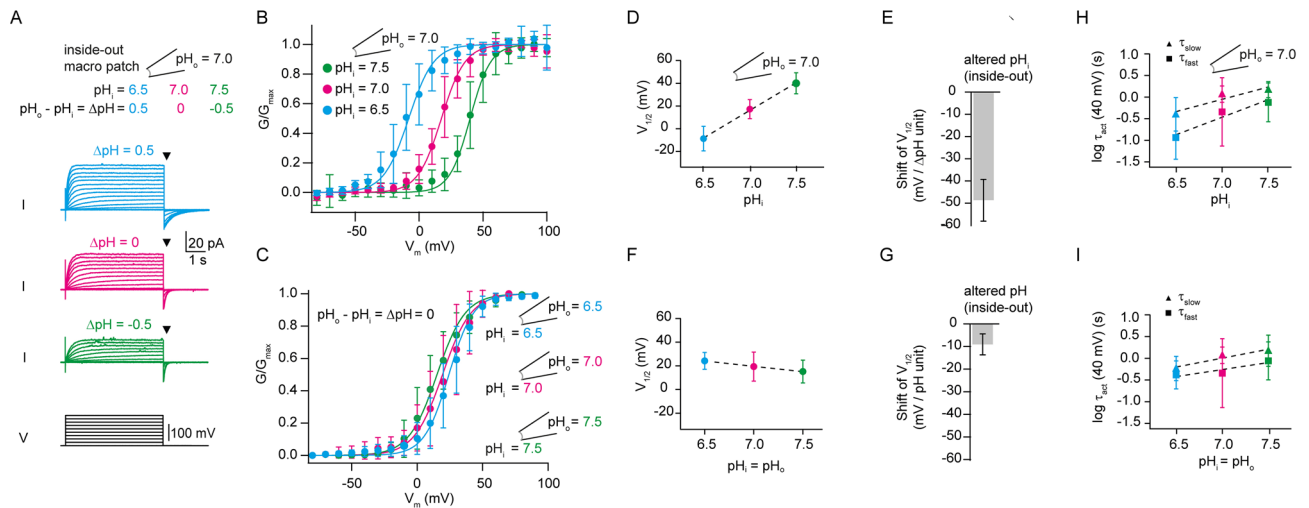 A
inside-out
macro patch
pHo = 7.0
pHi = 6.5 7.0 7.5
pHo - pHi = ΔpH= 0.5 0 -0.5
ΔpH = 0.5
I
20 pA
1 s
ΔpH = 0
I
ΔpH = -0.5
I
V
100 mV
B
G/Gmax
1.0
0.8
0.6
0.4
0.2
0.0
pHo = 7.0
pHi = 7.5
pHi = 7.0
pHi = 6.5
-50 0 50 100
Vm (mV)
C
G/Gmax
1.0
0.8
0.6
0.4
0.2
0.0
pHo - pHi = ΔpH = 0
pHo = 6.5
pHi = 6.5
pHo = 7.0
pHi = 7.0
pHo = 7.5
pHi = 7.5
-50 0 50 100
Vm (mV)
D
pHo = 7.0
V1/2 (mV)
60
40
20
0
-20
6.5 7.0 7.5
pHi
E
altered pHi
(inside-out)
Shift of V1/2
(mV / ΔpH unit)
0
-10
-20
-30
-40
-50
-60
F
V1/2 (mV)
60
40
20
0
-20
6.5 7.0 7.5
pHi = pHo
G
altered pH
(inside-out)
Shift of V1/2
(mV / pH unit)
0
-10
-20
-30
-40
-50
-60
H
τslow
τfast
pHo = 7.0
log τact (40 mV) (s)
1.0
0.5
0.0
-0.5
-1.0
-1.5
6.5 7.0 7.5
pHi
I
τslow
τfast
log τact (40 mV) (s)
1.0
0.5
0.0
-0.5
-1.0
-1.5
6.5 7.0 7.5
pHi = pHo